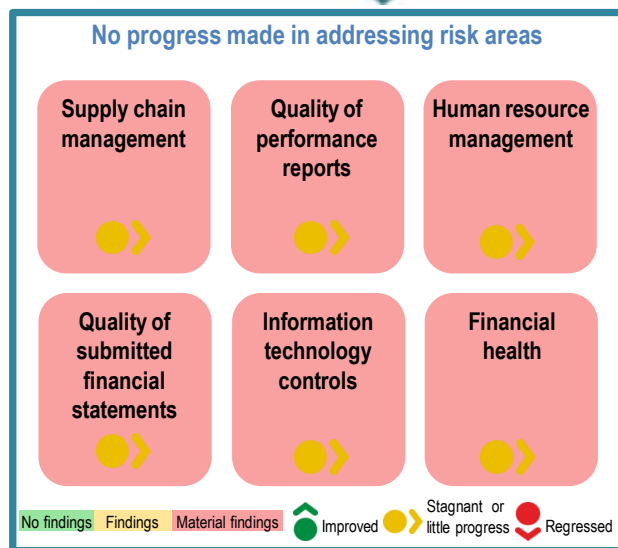 No progress made in addressing risk areas
Supply chain
management
Quality of
performance
reports
Human resource
management
Quality of
submitted
financial
statements
Information
technology
controls
Financial
health
No findings
Findings
Material findings
Improved
Stagnant or
little progress
Regressed